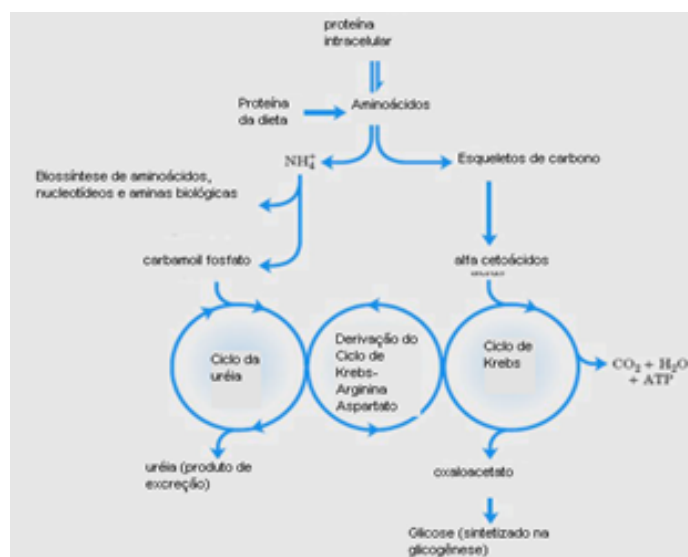 proteína
intracelular
Proteína
da dieta
Aminoácidos
NH₄⁺
Esqueletos de carbono
Biossíntese de aminoácidos,
nucleotídeos e aminas biológicas
carbamoil fosfato
alfa cetoácidos
Ciclo da
uréia
Derivação do
Ciclo de
Krebs-
Arginina
Aspartato
Ciclo de
Krebs
CO₂ + H₂O
+ ATP
uréia (produto de
excreção)
oxaloacetato
Glicose (sintetizado na
glicogênese)